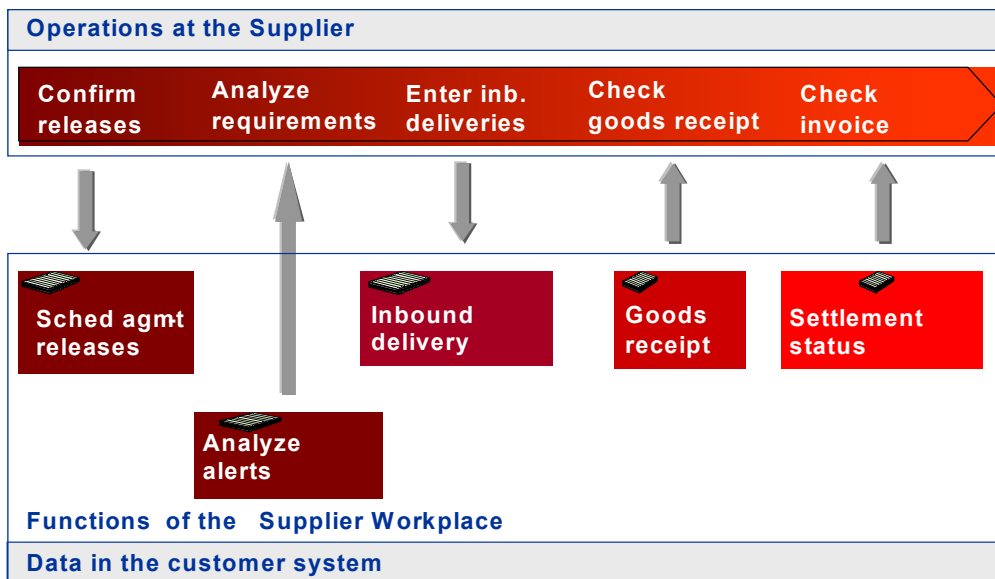 Operations at the Supplier
Confirm
releases
Analyze
requirements
Enter inb.
deliveries
Check
goods receipt
Check
invoice
Sched agmt
releases
Inbound
delivery
Goods
receipt
Settlement
status
Analyze
alerts
Functions of the Supplier Workplace
Data in the customer system